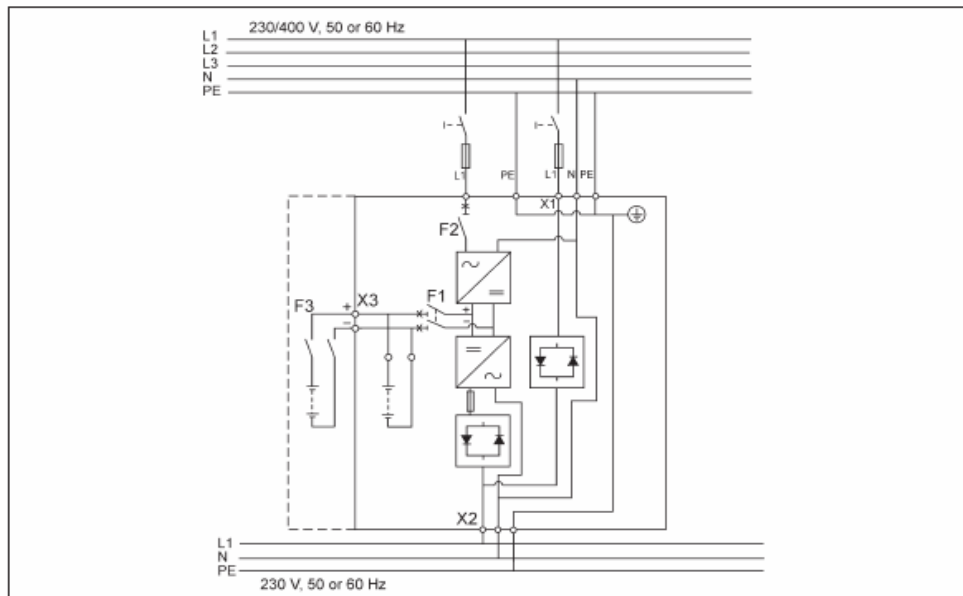 230/400 V, 50 or 60 Hz
L1
L2
L3
N
PE
L1 PE L1 N PE
X1
F2
F3 X3 F1
+ +
− −
X2
L1
N
PE
230 V, 50 or 60 Hz